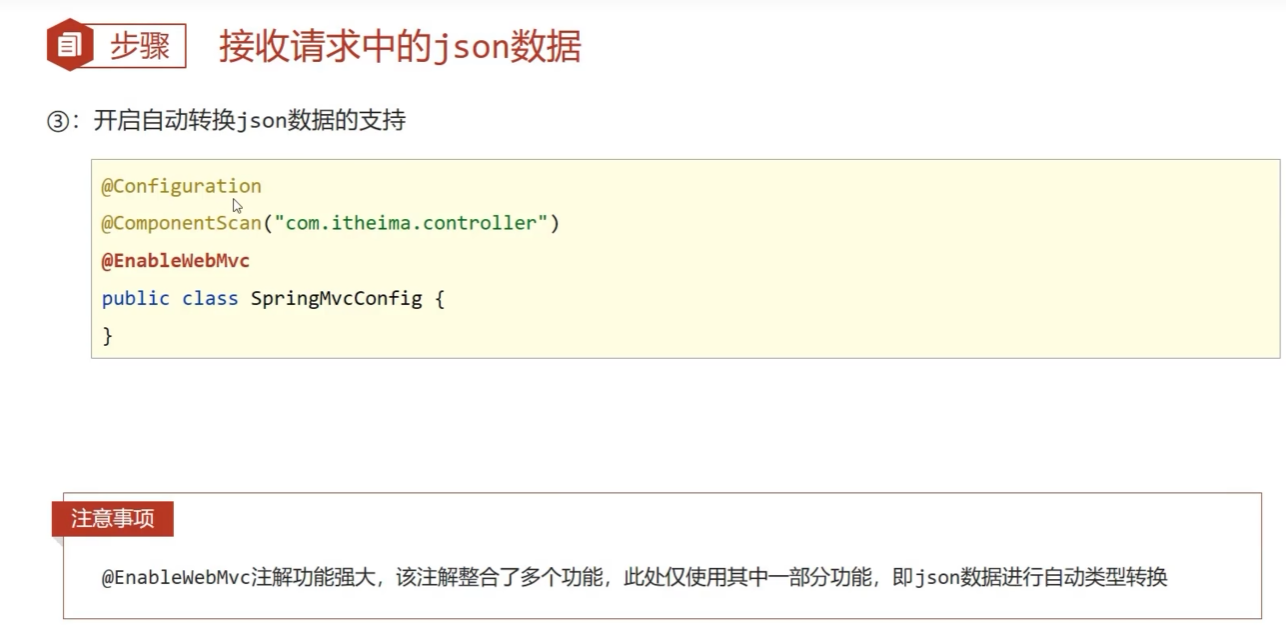 步骤 接收请求中的json数据
③：开启自动转换json数据的支持
@Configuration
@ComponentScan("com.itheima.controller")
@EnableWebMvc
public class SpringMvcConfig {
}
注意事项
@EnableWebMvc注解功能强大，该注解整合了多个功能，此处仅使用其中一部分功能，即json数据进行自动类型转换